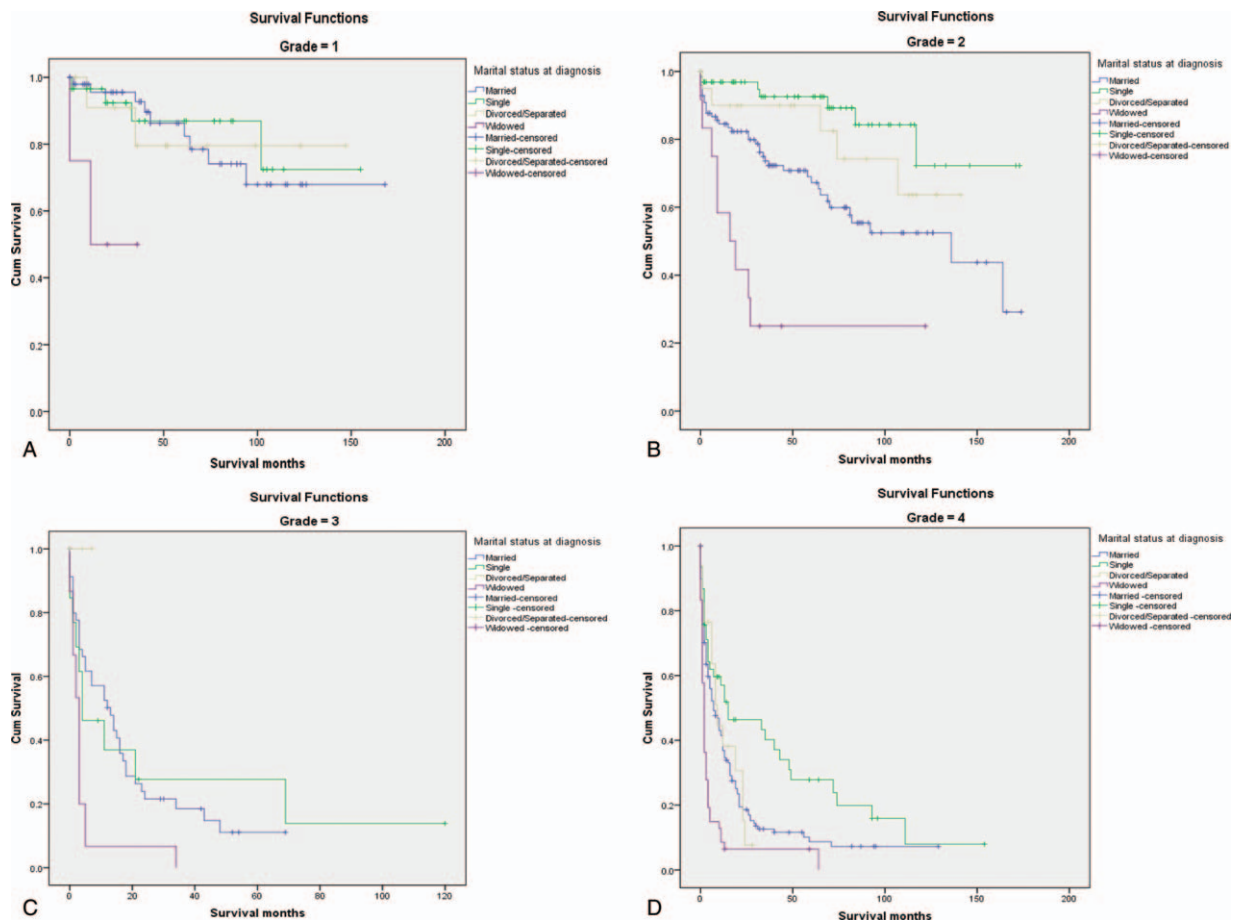 Survival Functions
Grade = 1
Marital status at diagnosis
Married
Single
Divorced/Separated
Widowed
Married-censored
Single-censored
Divorced/Separated-censored
Widowed-censored
Cum Survival
1.0
0.8
0.6
0.4
0.2
0.0
0 50 100 150 200
Survival months
A
Survival Functions
Grade = 2
Marital status at diagnosis
Married
Single
Divorced/Separated
Widowed
Married-censored
Single-censored
Divorced/Separated-censored
Widowed-censored
Cum Survival
1.0
0.8
0.6
0.4
0.2
0.0
0 50 100 150 200
Survival months
B
Survival Functions
Grade = 3
Marital status at diagnosis
Married
Single
Divorced/Separated
Widowed
Married-censored
Single -censored
Divorced/Separated-censored
Widowed -censored
Cum Survival
1.0
0.8
0.6
0.4
0.2
0.0
0 20 40 60 80 100 120
Survival months
C
Survival Functions
Grade = 4
Marital status at diagnosis
Married
Single
Divorced/Separated
Widowed
Married -censored
Single -censored
Divorced/Separated -censored
Widowed -censored
Cum Survival
1.0
0.8
0.6
0.4
0.2
0.0
0 50 100 150 200
Survival months
D